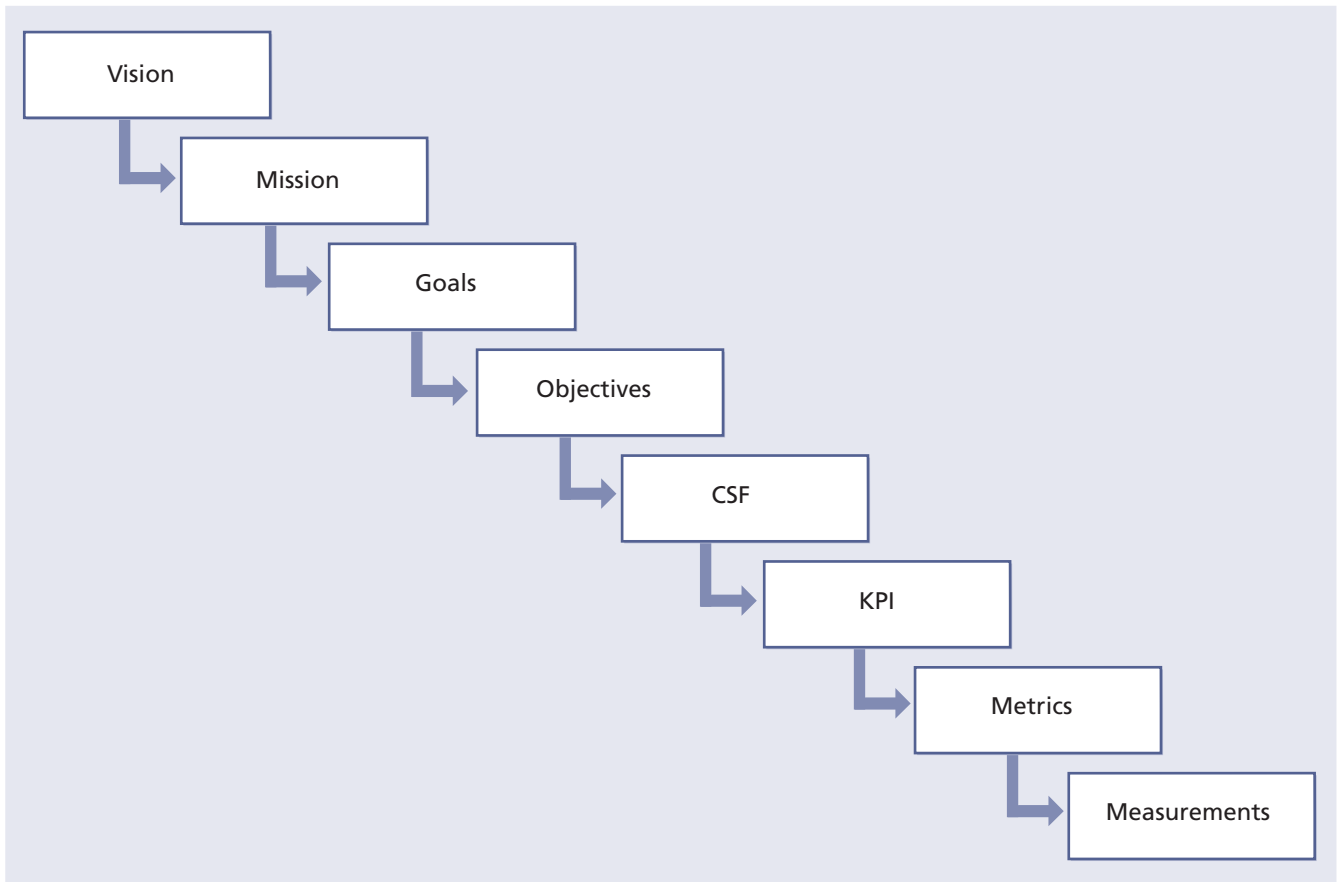 Vision
Mission
Goals
Objectives
CSF
KPI
Metrics
Measurements